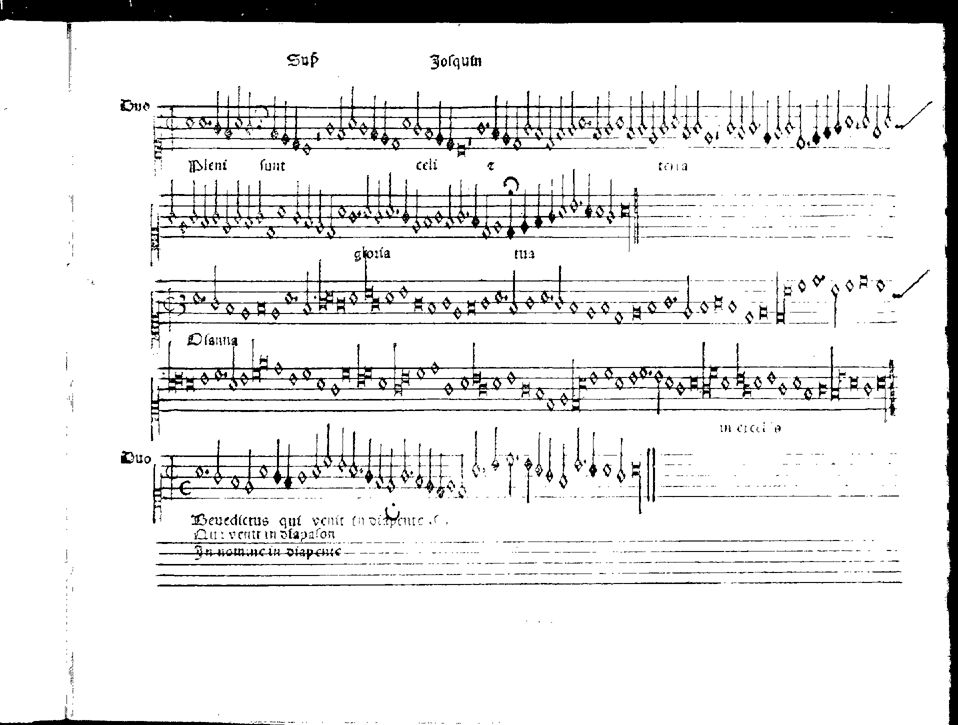 Sup̄ Josquin
Duo
Pleni sunt celi ⁊ terra
gloria tua
Osanna
in excelsis
Duo
Benedictus qui venit in diapente
Qui venit in diapason
In nomine in diapente